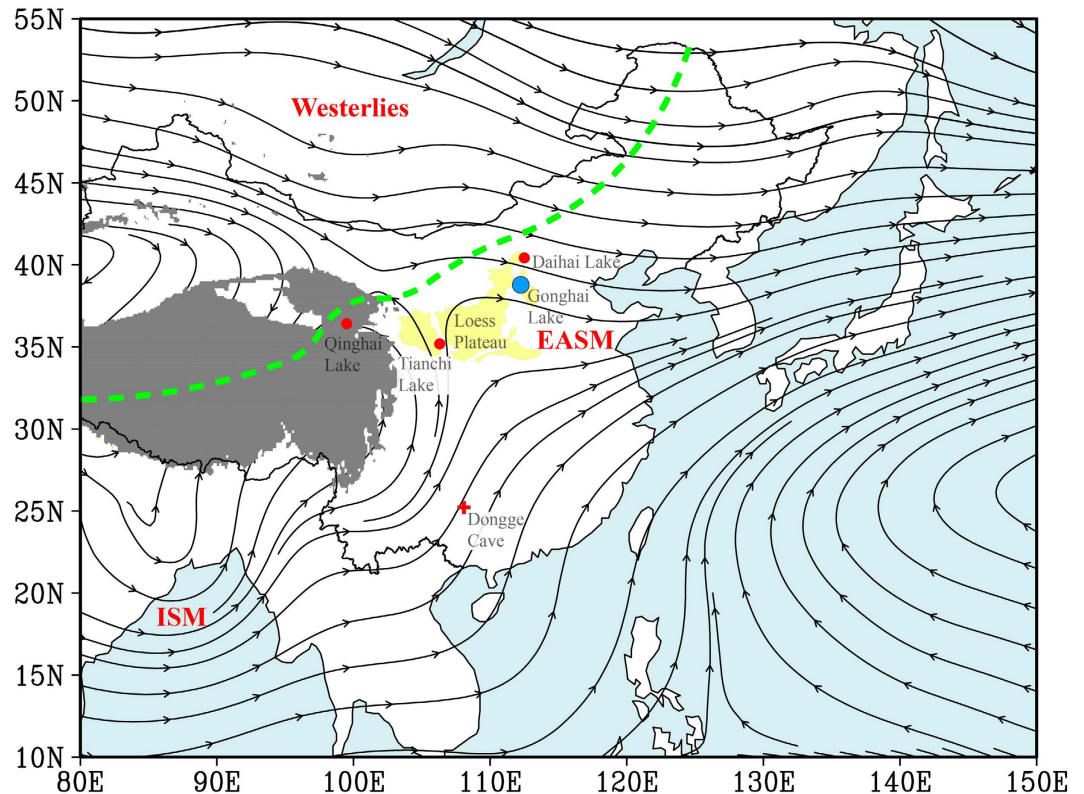 55N
50N
45N
40N
35N
30N
25N
20N
15N
10N
Westerlies
Daihai Lake
Gonghai
Lake
EASM
Loess
Plateau
Qinghai
Lake
Tianchi
Lake
Dongge
Cave
ISM
80E
90E
100E
110E
120E
130E
140E
150E